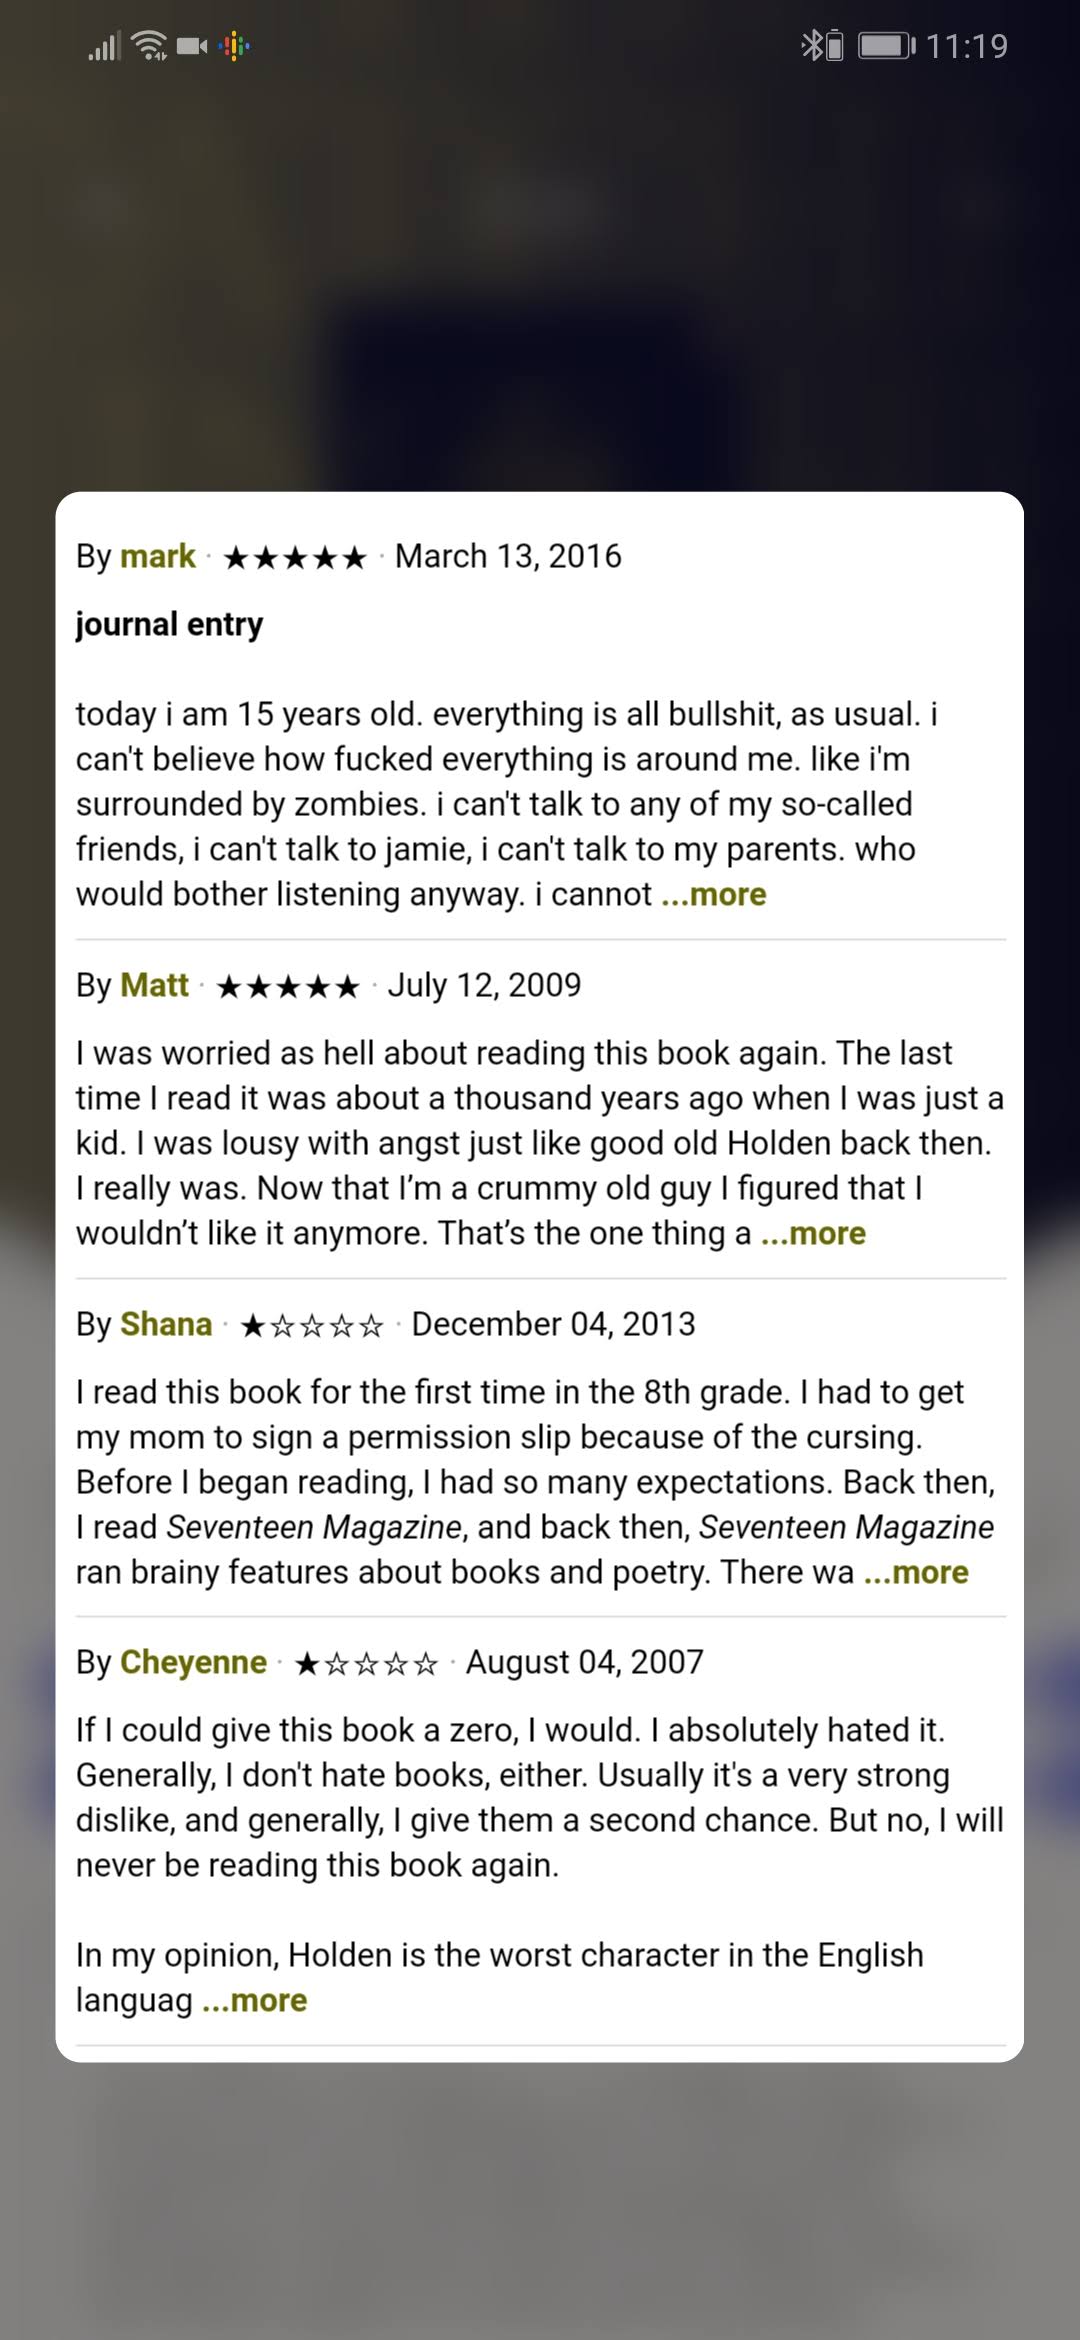 11:19
By mark · ★★★★★ · March 13, 2016
journal entry
today i am 15 years old. everything is all bullshit, as usual. i
can't believe how fucked everything is around me. like i'm
surrounded by zombies. i can't talk to any of my so-called
friends, i can't talk to jamie, i can't talk to my parents. who
would bother listening anyway. i cannot ...more
By Matt · ★★★★★ · July 12, 2009
I was worried as hell about reading this book again. The last
time I read it was about a thousand years ago when I was just a
kid. I was lousy with angst just like good old Holden back then.
I really was. Now that I’m a crummy old guy I figured that I
wouldn’t like it anymore. That’s the one thing a ...more
By Shana · ★☆☆☆☆ · December 04, 2013
I read this book for the first time in the 8th grade. I had to get
my mom to sign a permission slip because of the cursing.
Before I began reading, I had so many expectations. Back then,
I read Seventeen Magazine, and back then, Seventeen Magazine
ran brainy features about books and poetry. There wa ...more
By Cheyenne · ★☆☆☆☆ · August 04, 2007
If I could give this book a zero, I would. I absolutely hated it.
Generally, I don't hate books, either. Usually it's a very strong
dislike, and generally, I give them a second chance. But no, I will
never be reading this book again.
In my opinion, Holden is the worst character in the English
languag ...more